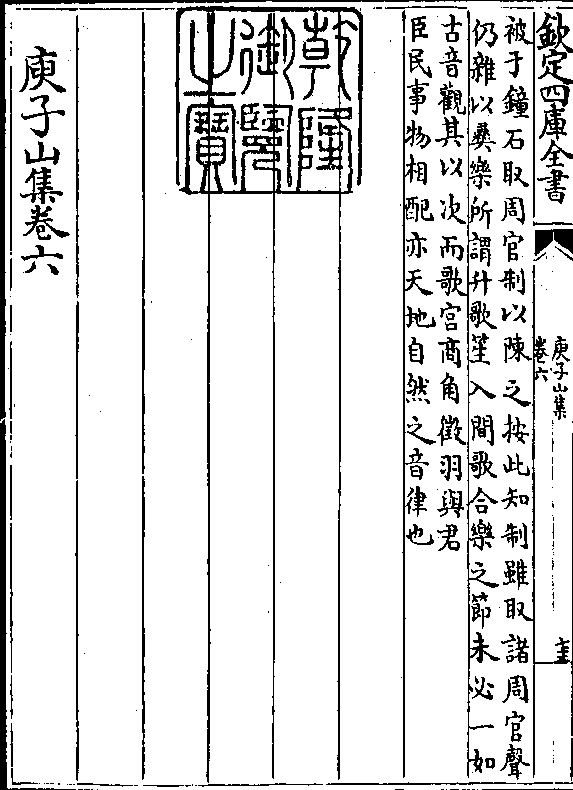 欽定四庫全書
庾子山集
卷六
圭
被于鐘石取周官制以陳之按此知制雖取諸周官聲
仍雜以彝樂所謂升歌笙入間歌合樂之節未必一如
古音觀其以次而歌宫商角徵羽與君
臣民事物相配亦天地自然之音律也
乾隆
御覽
之寶
庾子山集卷六